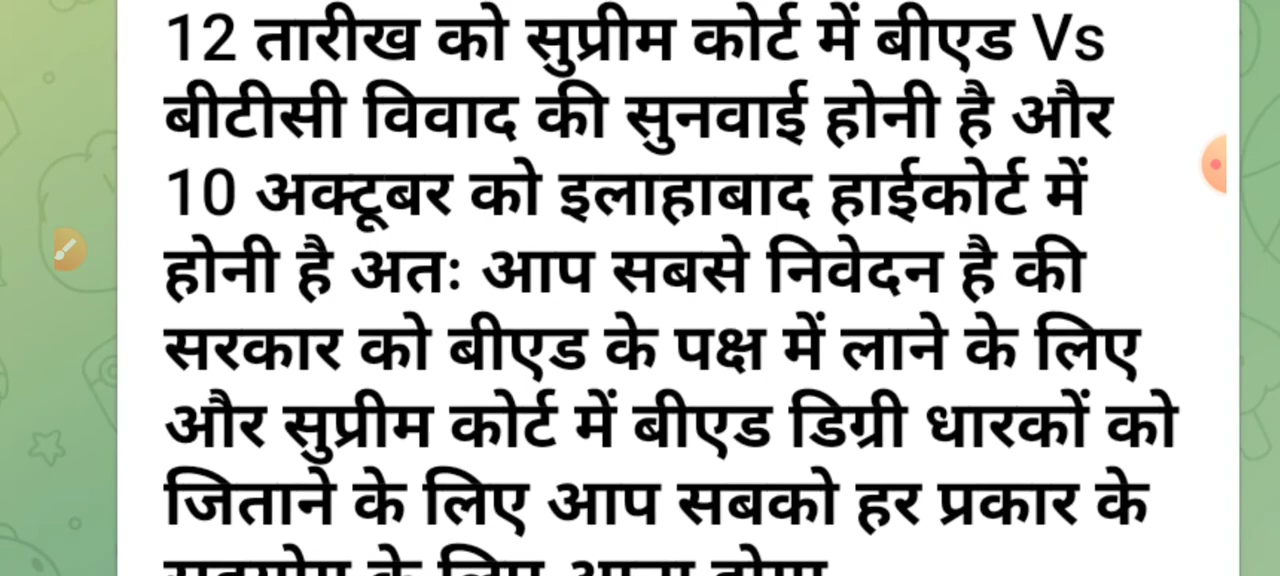 12 तारीख को सुप्रीम कोर्ट में बीएड Vs
बीटीसी विवाद की सुनवाई होनी है और
10 अक्टूबर को इलाहाबाद हाईकोर्ट में
होनी है अतः आप सबसे निवेदन है की
सरकार को बीएड के पक्ष में लाने के लिए
और सुप्रीम कोर्ट में बीएड डिग्री धारकों को
जिताने के लिए आप सबको हर प्रकार के
के लिए